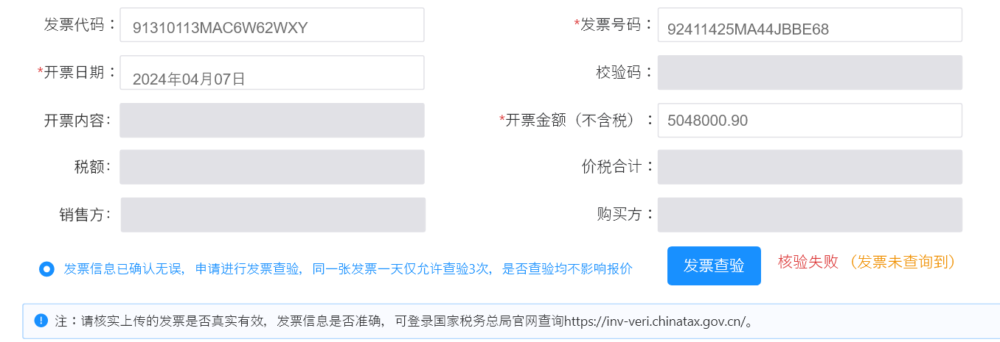 发票代码：91310113MAC6W62WXY *发票号码：92411425MA44JBBE68
*开票日期：2024年04月07日 校验码：
开票内容： *开票金额（不含税）：5048000.90
税额： 价税合计：
销售方： 购买方：
发票信息已确认无误，申请进行发票查验，同一张发票一天仅允许查验3次，是否查验均不影响报价 发票查验 核验失败 （发票未查询到）
注：请核实上传的发票是否真实有效，发票信息是否准确，可登录国家税务总局官网查询https://inv-veri.chinatax.gov.cn/。